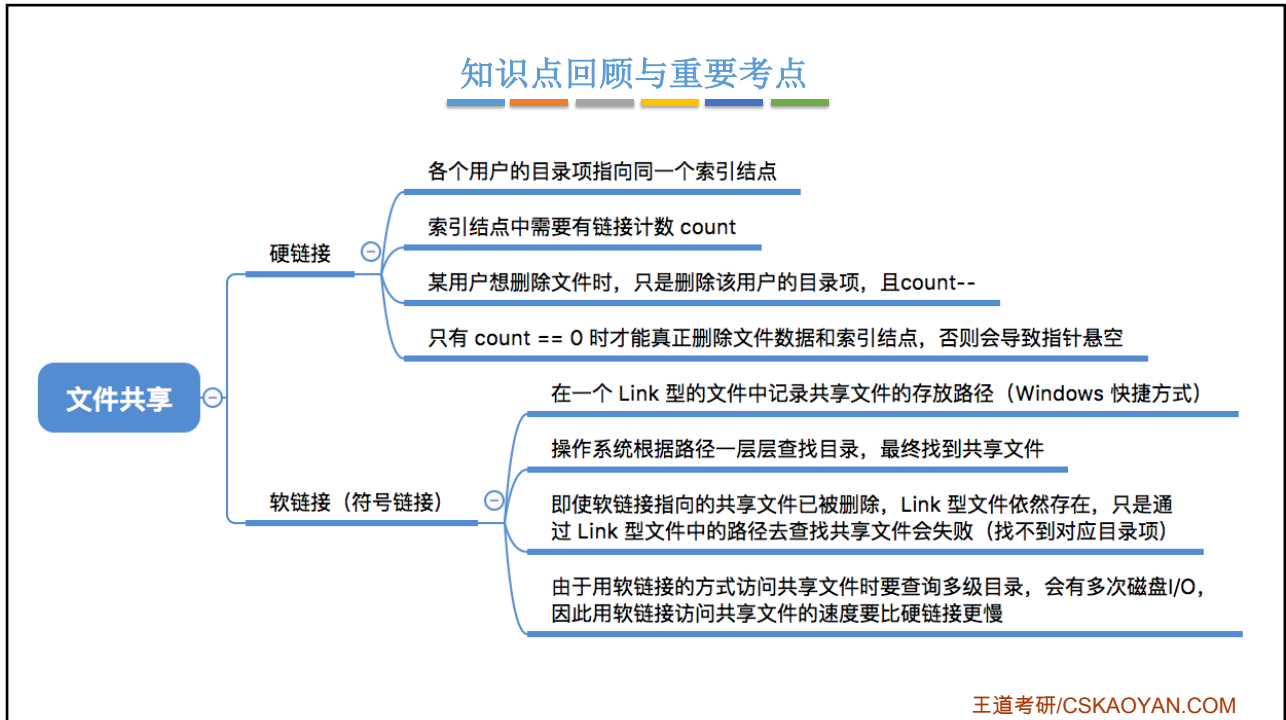 知识点回顾与重要考点
各个用户的目录项指向同一个索引结点
索引结点中需要有链接计数 count
硬链接
某用户想删除文件时，只是删除该用户的目录项，且count--
只有 count == 0 时才能真正删除文件数据和索引结点，否则会导致指针悬空
文件共享
在一个 Link 型的文件中记录共享文件的存放路径（Windows 快捷方式）
操作系统根据路径一层层查找目录，最终找到共享文件
软链接（符号链接）
即使软链接指向的共享文件已被删除，Link 型文件依然存在，只是通
过 Link 型文件中的路径去查找共享文件会失败（找不到对应目录项）
由于用软链接的方式访问共享文件时要查询多级目录，会有多次磁盘I/O，
因此用软链接访问共享文件的速度要比硬链接更慢
王道考研/CSKAOYAN.COM